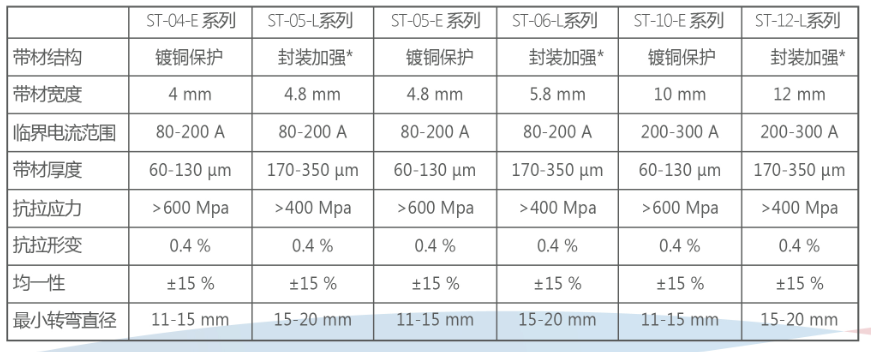 ST-04-E 系列 ST-05-L系列 ST-05-E 系列 ST-06-L系列 ST-10-E 系列 ST-12-L系列
带材结构 镀铜保护 封装加强* 镀铜保护 封装加强* 镀铜保护 封装加强*
带材宽度 4 mm 4.8 mm 4.8 mm 5.8 mm 10 mm 12 mm
临界电流范围 80-200 A 80-200 A 80-200 A 80-200 A 200-300 A 200-300 A
带材厚度 60-130 μm 170-350 μm 60-130 μm 170-350 μm 60-130 μm 170-350 μm
抗拉应力 >600 Mpa >400 Mpa >600 Mpa >400 Mpa >600 Mpa >400 Mpa
抗拉形变 0.4 % 0.4 % 0.4 % 0.4 % 0.4 % 0.4 %
均一性 ±15 % ±15 % ±15 % ±15 % ±15 % ±15 %
最小转弯直径 11-15 mm 15-20 mm 11-15 mm 15-20 mm 11-15 mm 15-20 mm